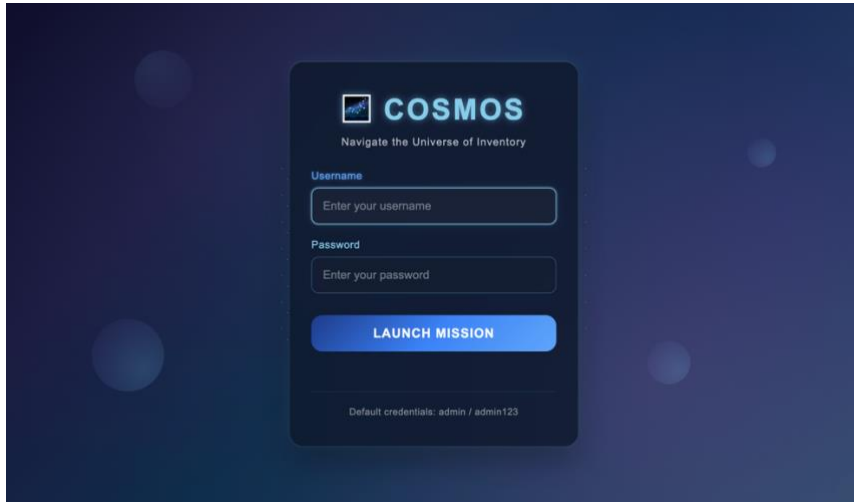 COSMOS
Navigate the Universe of Inventory
Username
Enter your username
Password
Enter your password
LAUNCH MISSION
Default credentials: admin / admin123